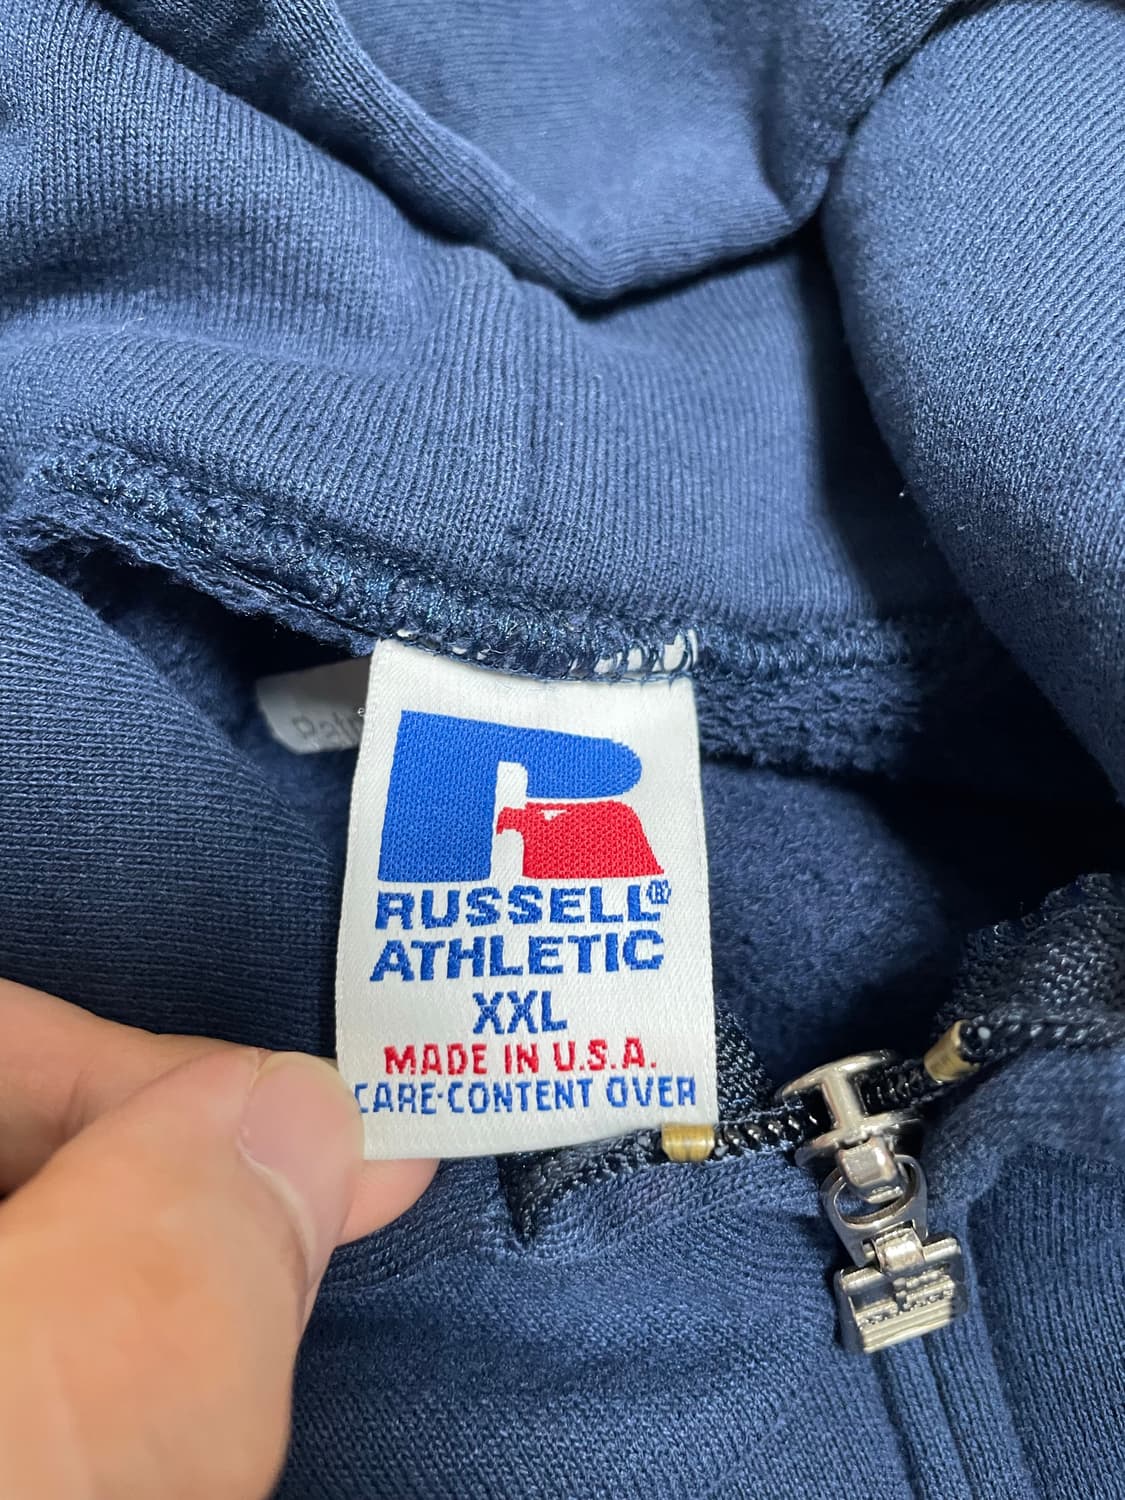 RUSSELL®
ATHLETIC
XXL
MADE IN U.S.A.
CARE-CONTENT OVER